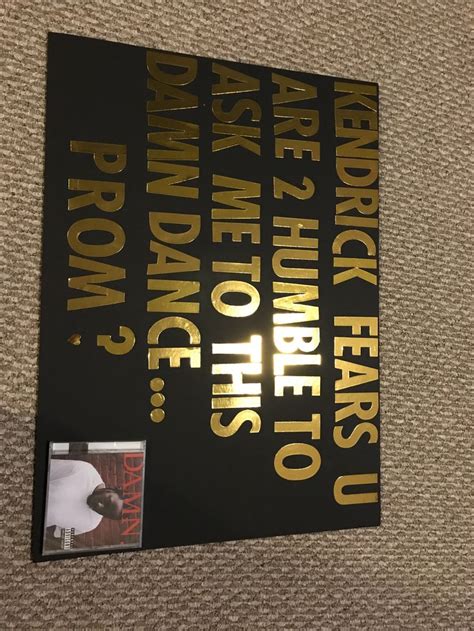 KENDRICK FEARS U
ARE 2 HUMBLE TO
ASK ME TO THIS
DAMN DANCE...
PROM?
DAMN.